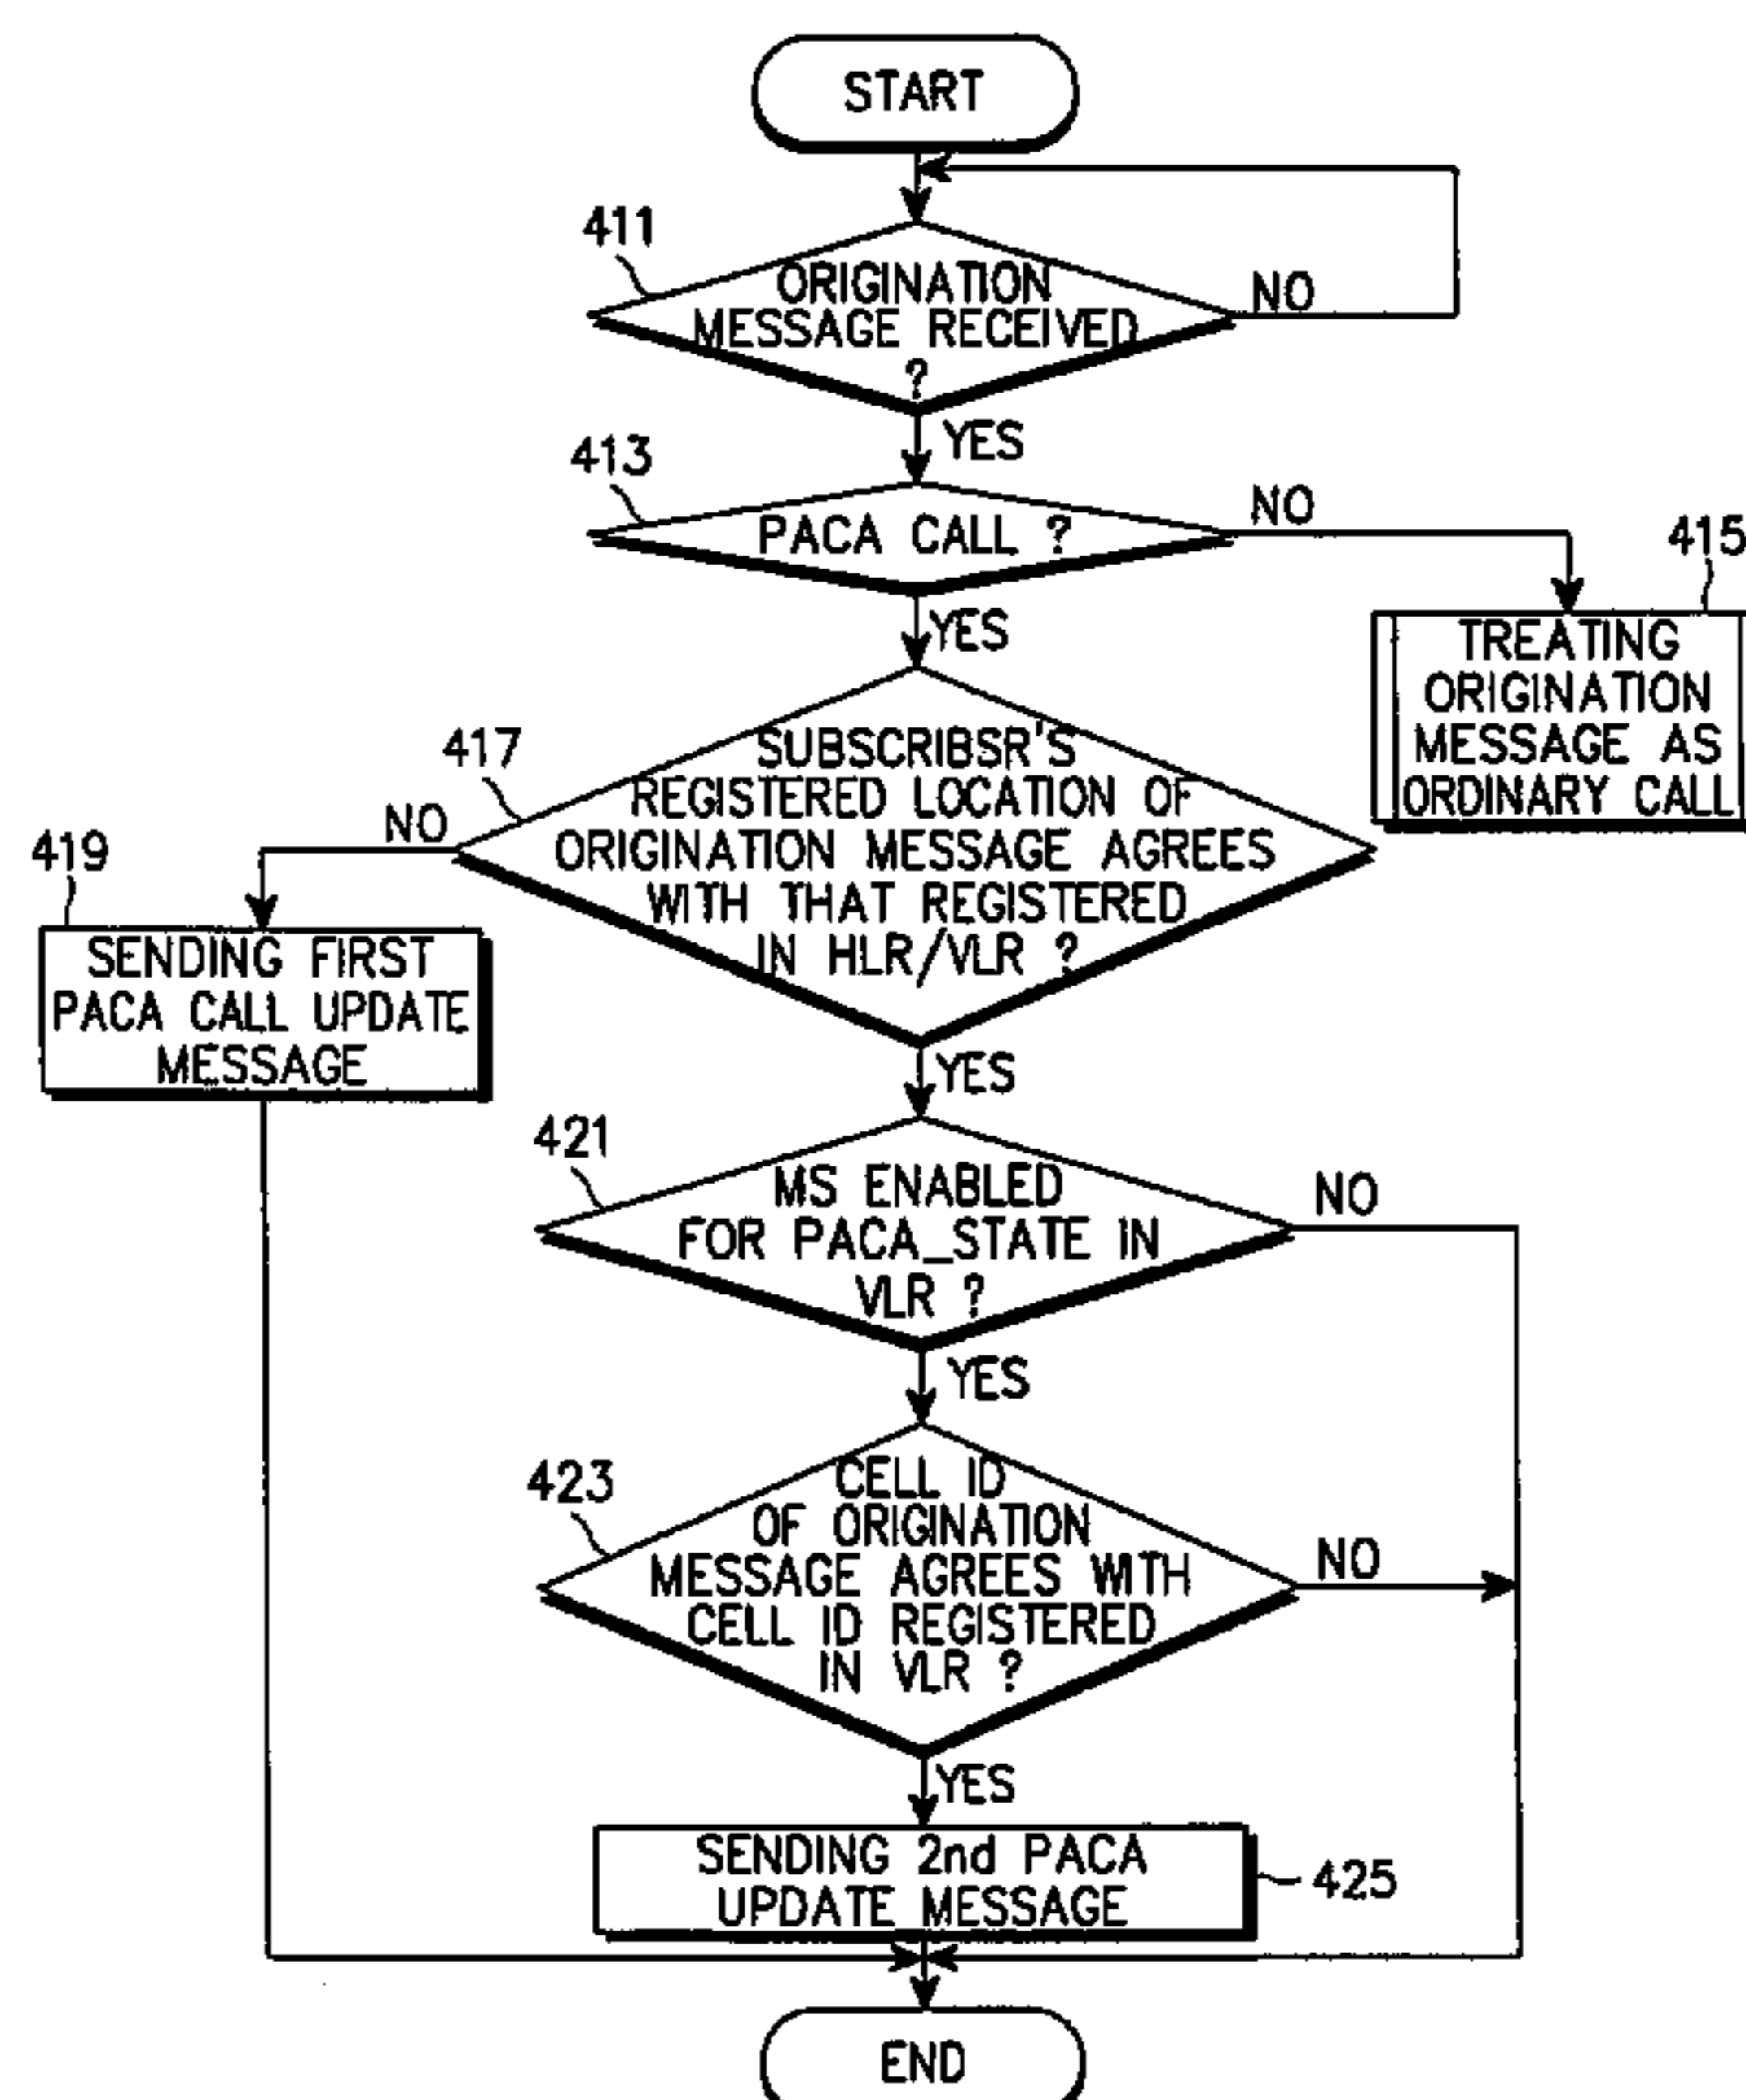 START
411
ORIGINATION
MESSAGE RECEIVED
?
NO
YES
413
PACA CALL ?
NO
YES
415
TREATING
ORIGINATION
MESSAGE AS
ORDINARY CALL
417
SUBSCRIBSR'S
REGISTERED LOCATION OF
ORIGINATION MESSAGE AGREES
WITH THAT REGISTERED
IN HLR/VLR ?
NO
YES
419
SENDING FIRST
PACA CALL UPDATE
MESSAGE
421
MS ENABLED
FOR PACA_STATE IN
VLR ?
NO
YES
423
CELL ID
OF ORIGINATION
MESSAGE AGREES WITH
CELL ID REGISTERED
IN VLR ?
NO
YES
SENDING 2nd PACA
UPDATE MESSAGE
425
END